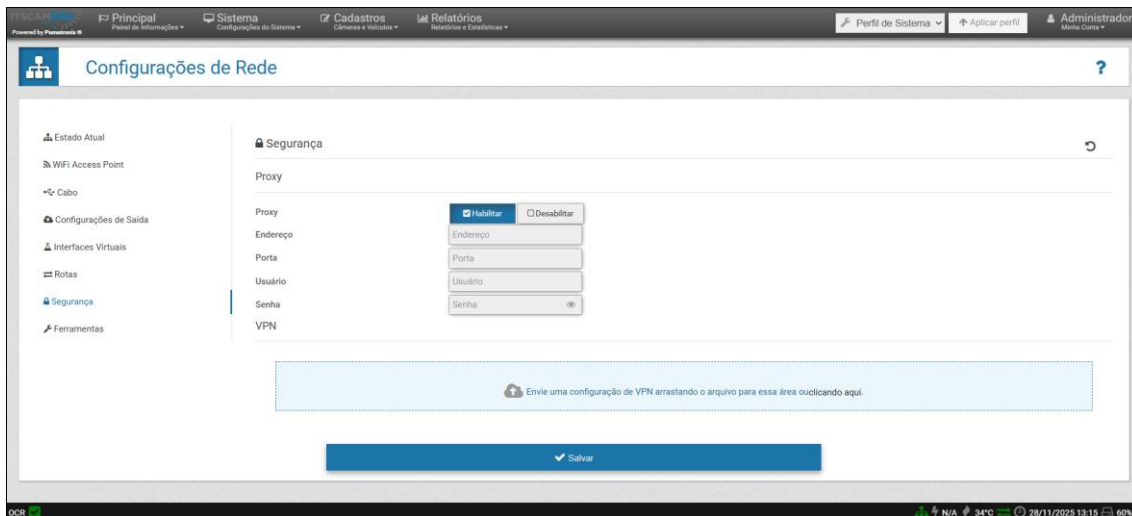 ITSCAM
Powered by Pumatronix ®
Principal
Painel de Informações
Sistema
Configurações do Sistema
Cadastros
Câmeras e Veículos
Relatórios
Relatórios e Estatísticas
Perfil de Sistema
Aplicar perfil
Administrador
Minha Conta
Configurações de Rede
?
Estado Atual
WiFi Access Point
Cabo
Configurações de Saída
Interfaces Virtuais
Rotas
Segurança
Ferramentas
Segurança
Proxy
Proxy
Habilitar
Desabilitar
Endereço
Endereço
Porta
Porta
Usuário
Usuário
Senha
Senha
VPN
Envie uma configuração de VPN arrastando o arquivo para essa área ouclicando aqui.
Salvar
OCR
N/A
34°C
28/11/2025 13:15
60%